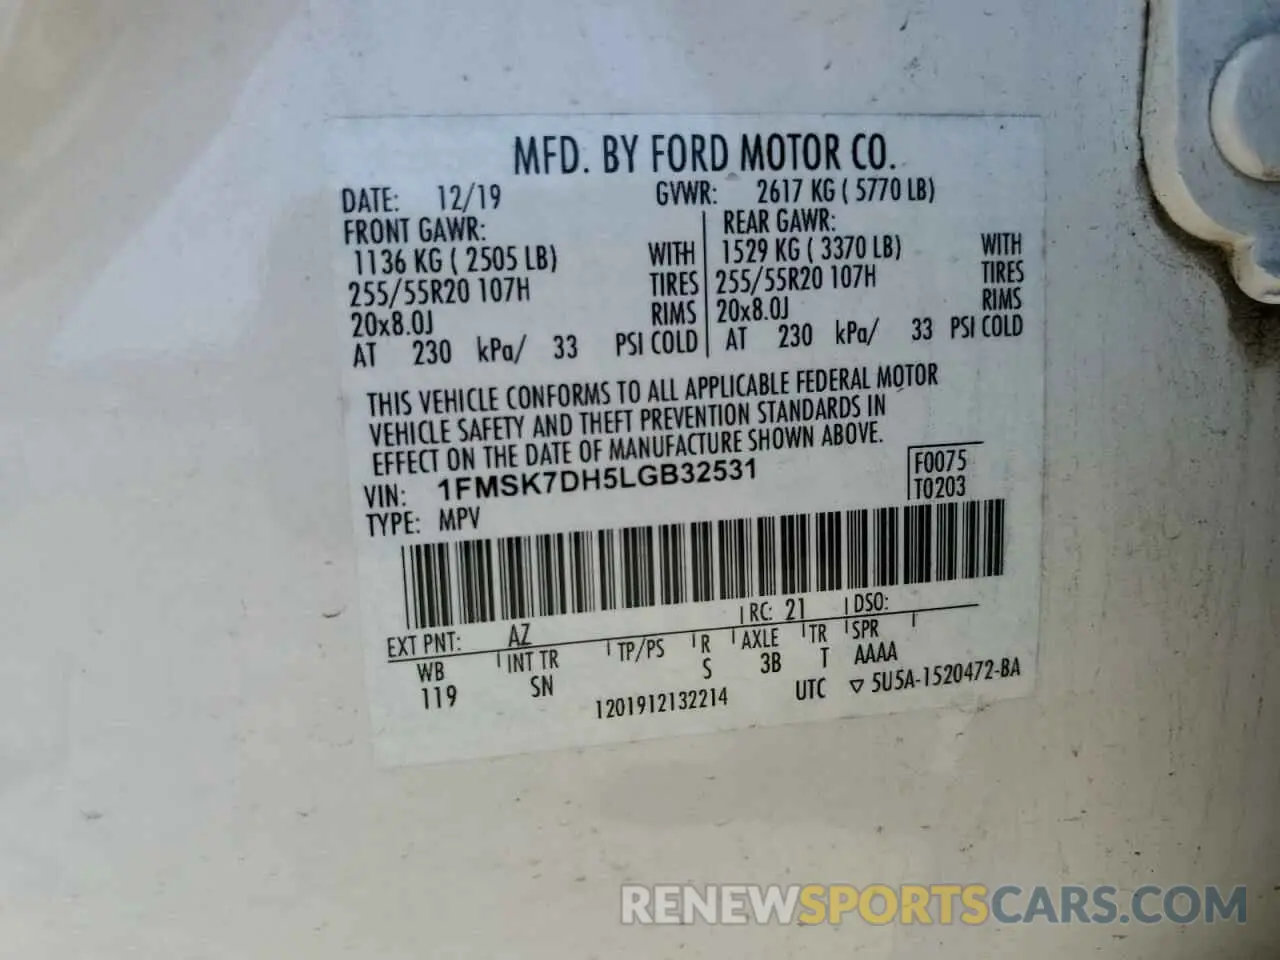 MFD. BY FORD MOTOR CO.
DATE: 12/19 GVWR: 2617 KG ( 5770 LB)
FRONT GAWR: REAR GAWR:
1136 KG ( 2505 LB) WITH 1529 KG ( 3370 LB) WITH
255/55R20 107H TIRES 255/55R20 107H TIRES
20x8.0J RIMS 20x8.0J RIMS
AT 230 kPa/ 33 PSI COLD AT 230 kPa/ 33 PSI COLD
THIS VEHICLE CONFORMS TO ALL APPLICABLE FEDERAL MOTOR
VEHICLE SAFETY AND THEFT PREVENTION STANDARDS IN
EFFECT ON THE DATE OF MANUFACTURE SHOWN ABOVE.
VIN: 1FMSK7DH5LGB32531 F0075
TYPE: MPV T0203
EXT PNT: AZ RC: 21 DSO:
WB INT TR TP/PS R AXLE TR SPR
119 SN S 3B T AAAA
1201912132214 UTC ▽ 5U5A-1520472-BA
RENEWSPORTSCARS.COM